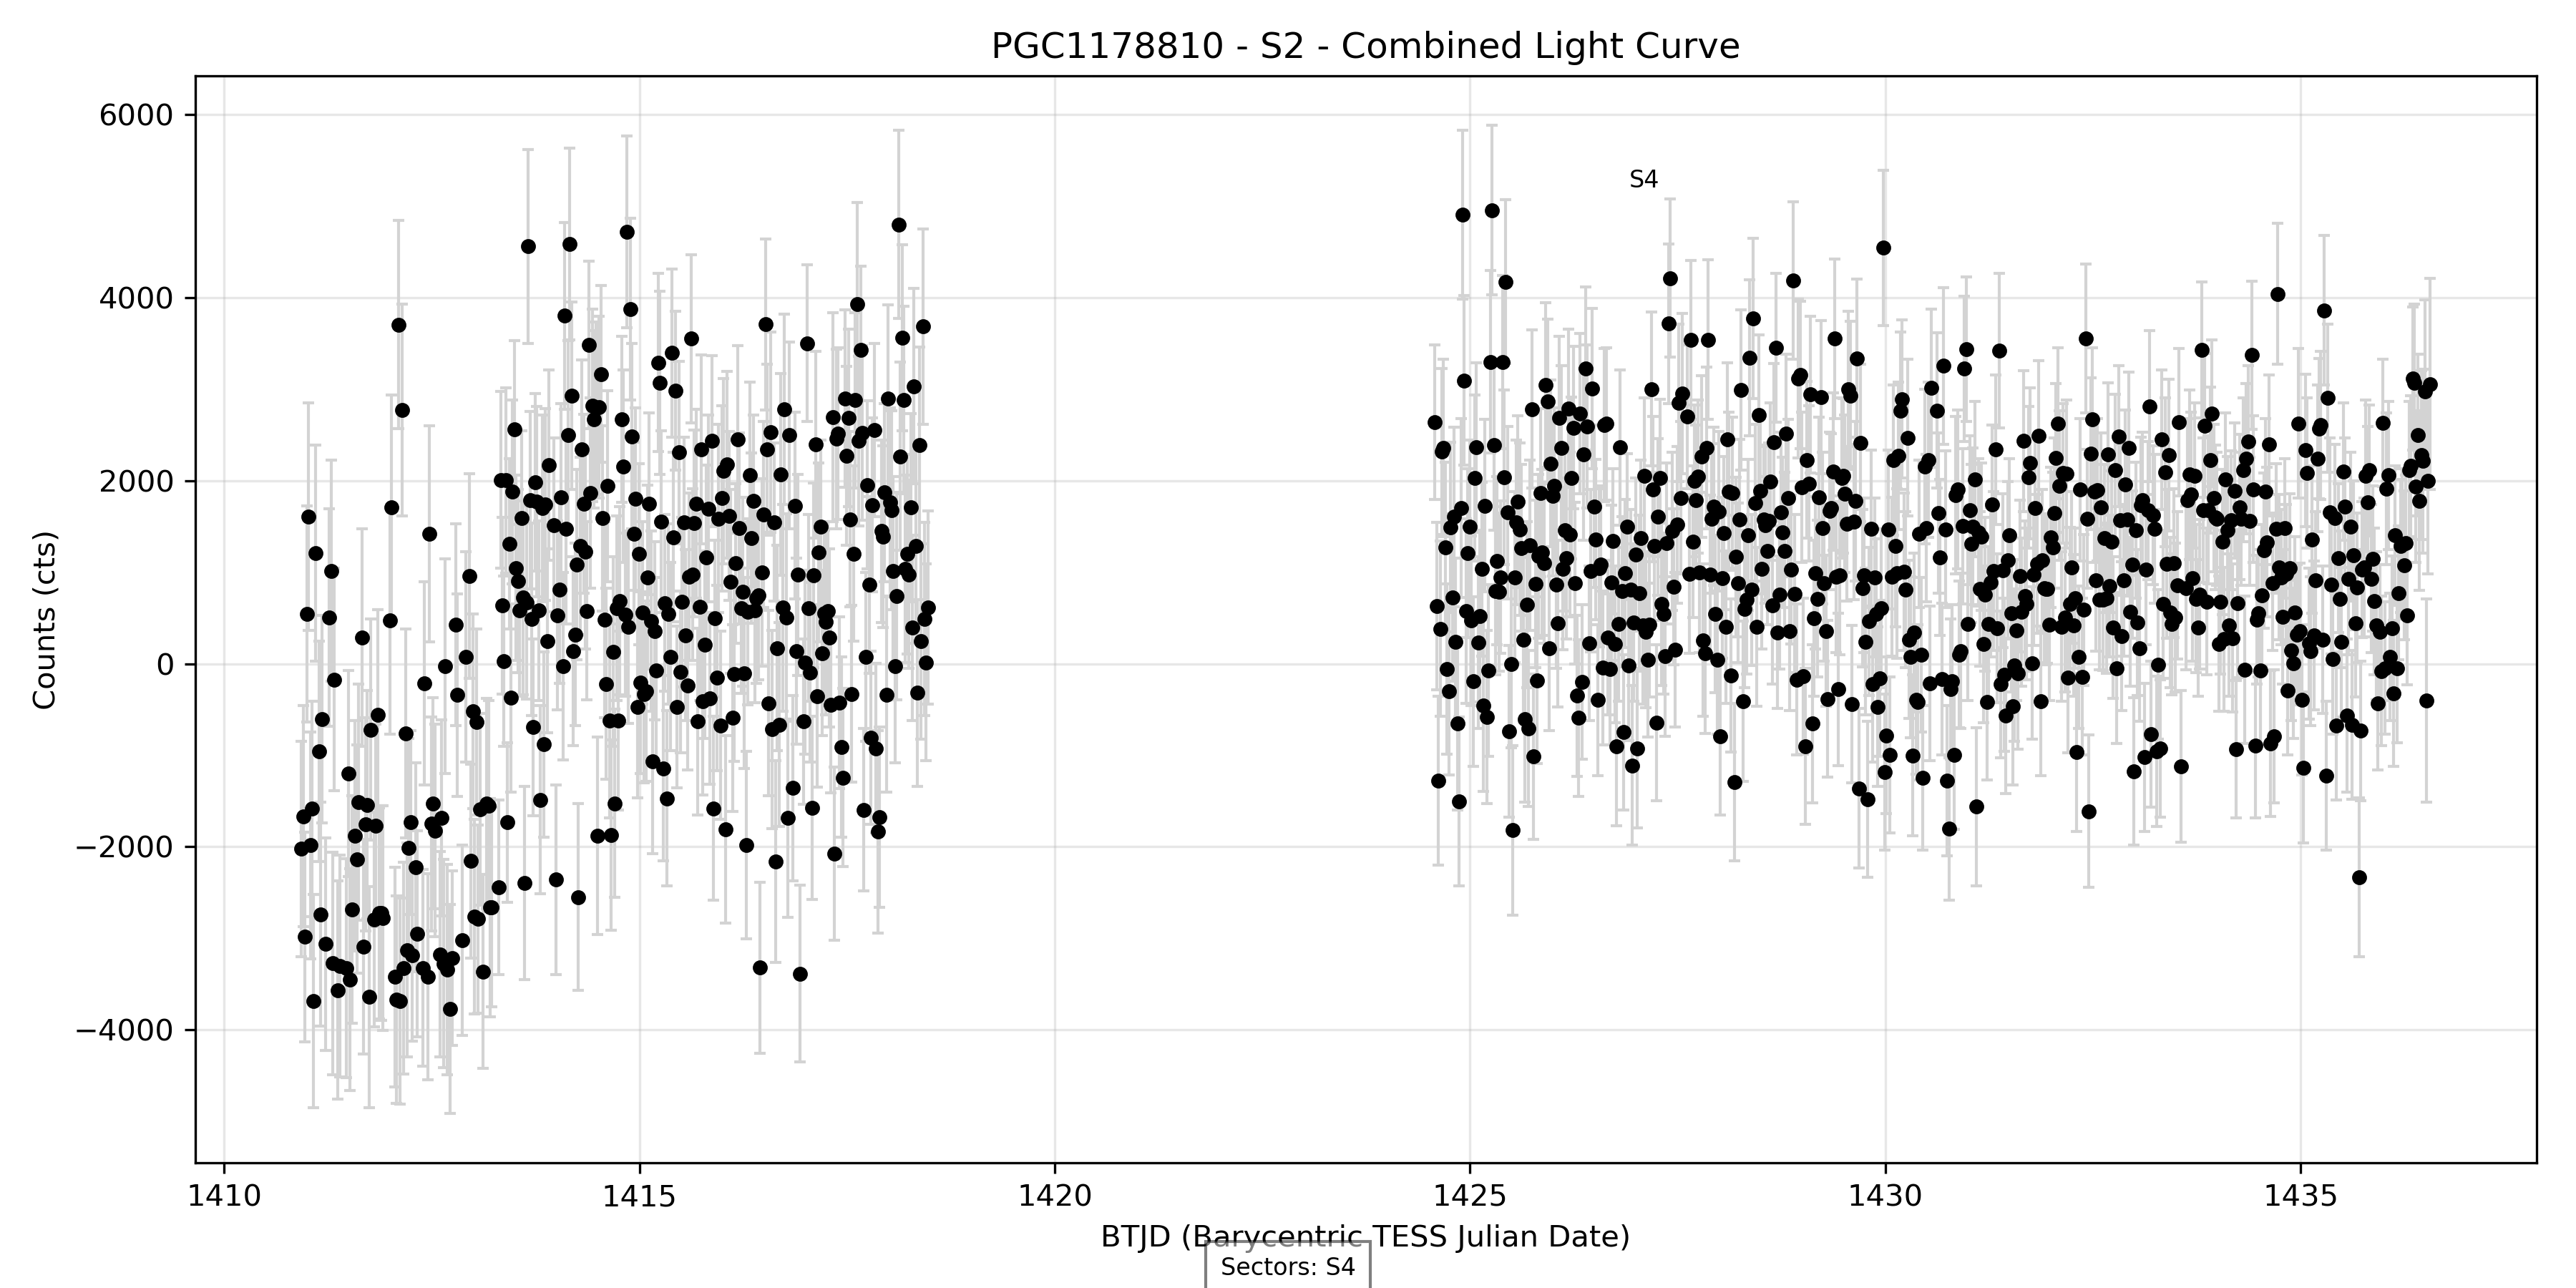 PGC1178810 - S2 - Combined Light Curve
6000
4000
2000
0
−2000
−4000
Counts (cts)
S4
1410 1415 1420 1425 1430 1435
BTJD (Barycentric TESS Julian Date)
Sectors: S4